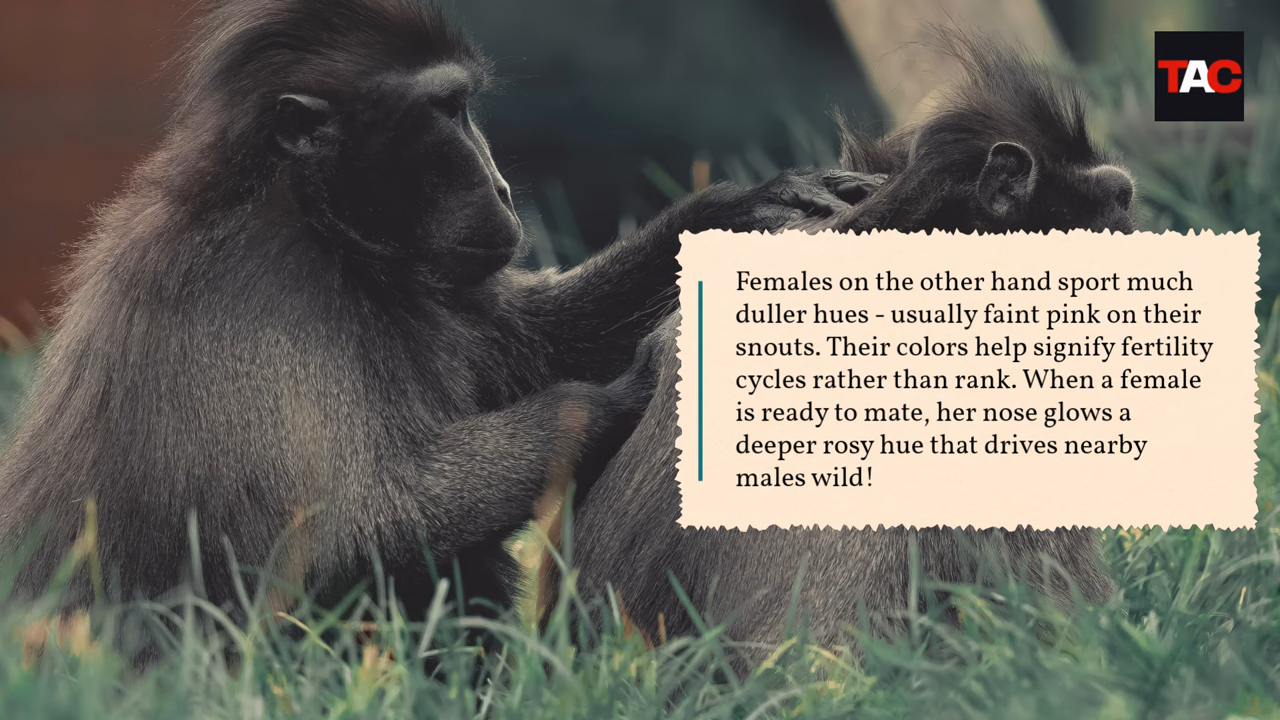 TAC
Females on the other hand sport much
duller hues - usually faint pink on their
snouts. Their colors help signify fertility
cycles rather than rank. When a female
is ready to mate, her nose glows a
deeper rosy hue that drives nearby
males wild!